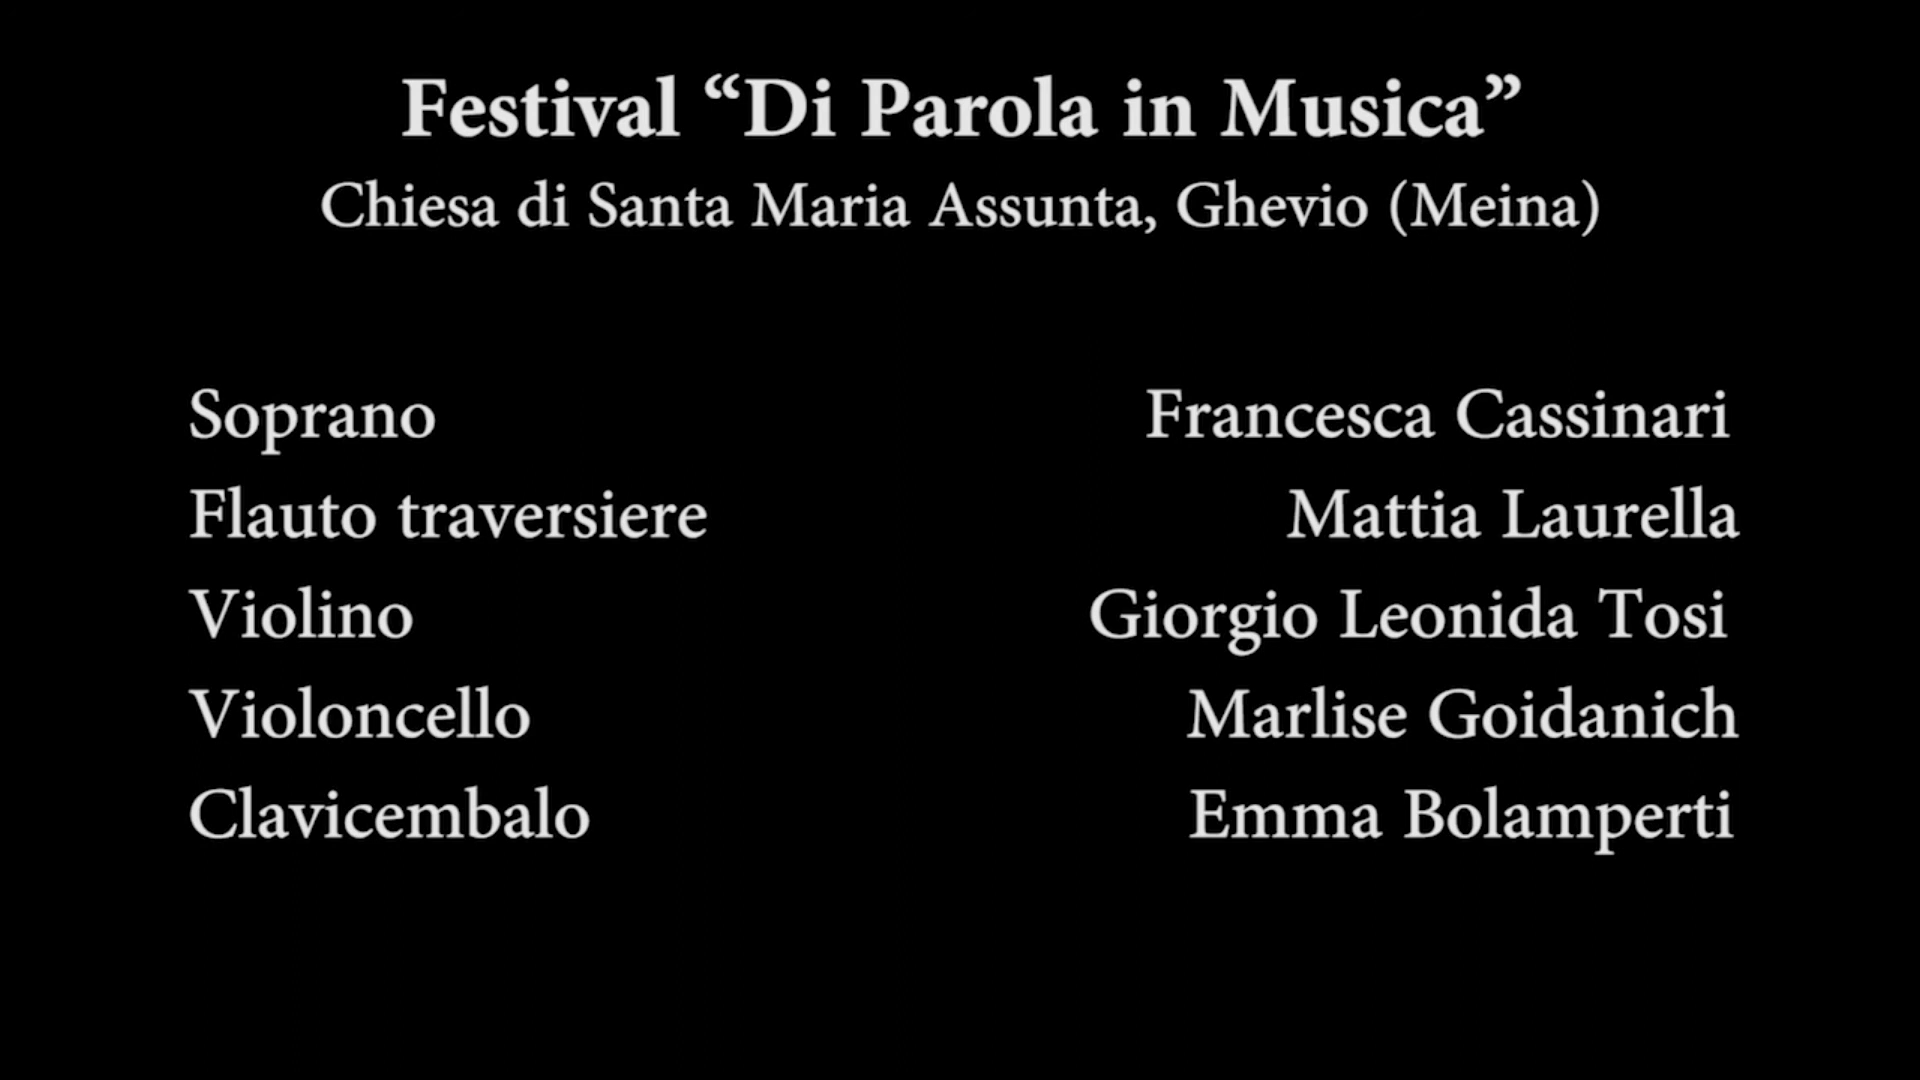 Festival “Di Parola in Musica”
Chiesa di Santa Maria Assunta, Ghevio (Meina)
Soprano Francesca Cassinari
Flauto traversiere Mattia Laurella
Violino Giorgio Leonida Tosi
Violoncello Marlise Goidanich
Clavicembalo Emma Bolamperti